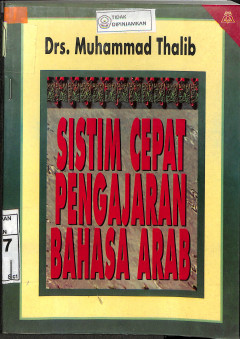 TIDAK
DIPINJAMKAN
Drs. Muhammad Thalib
SISTIM CEPAT
PENGAJARAN
BAHASA ARAB
7